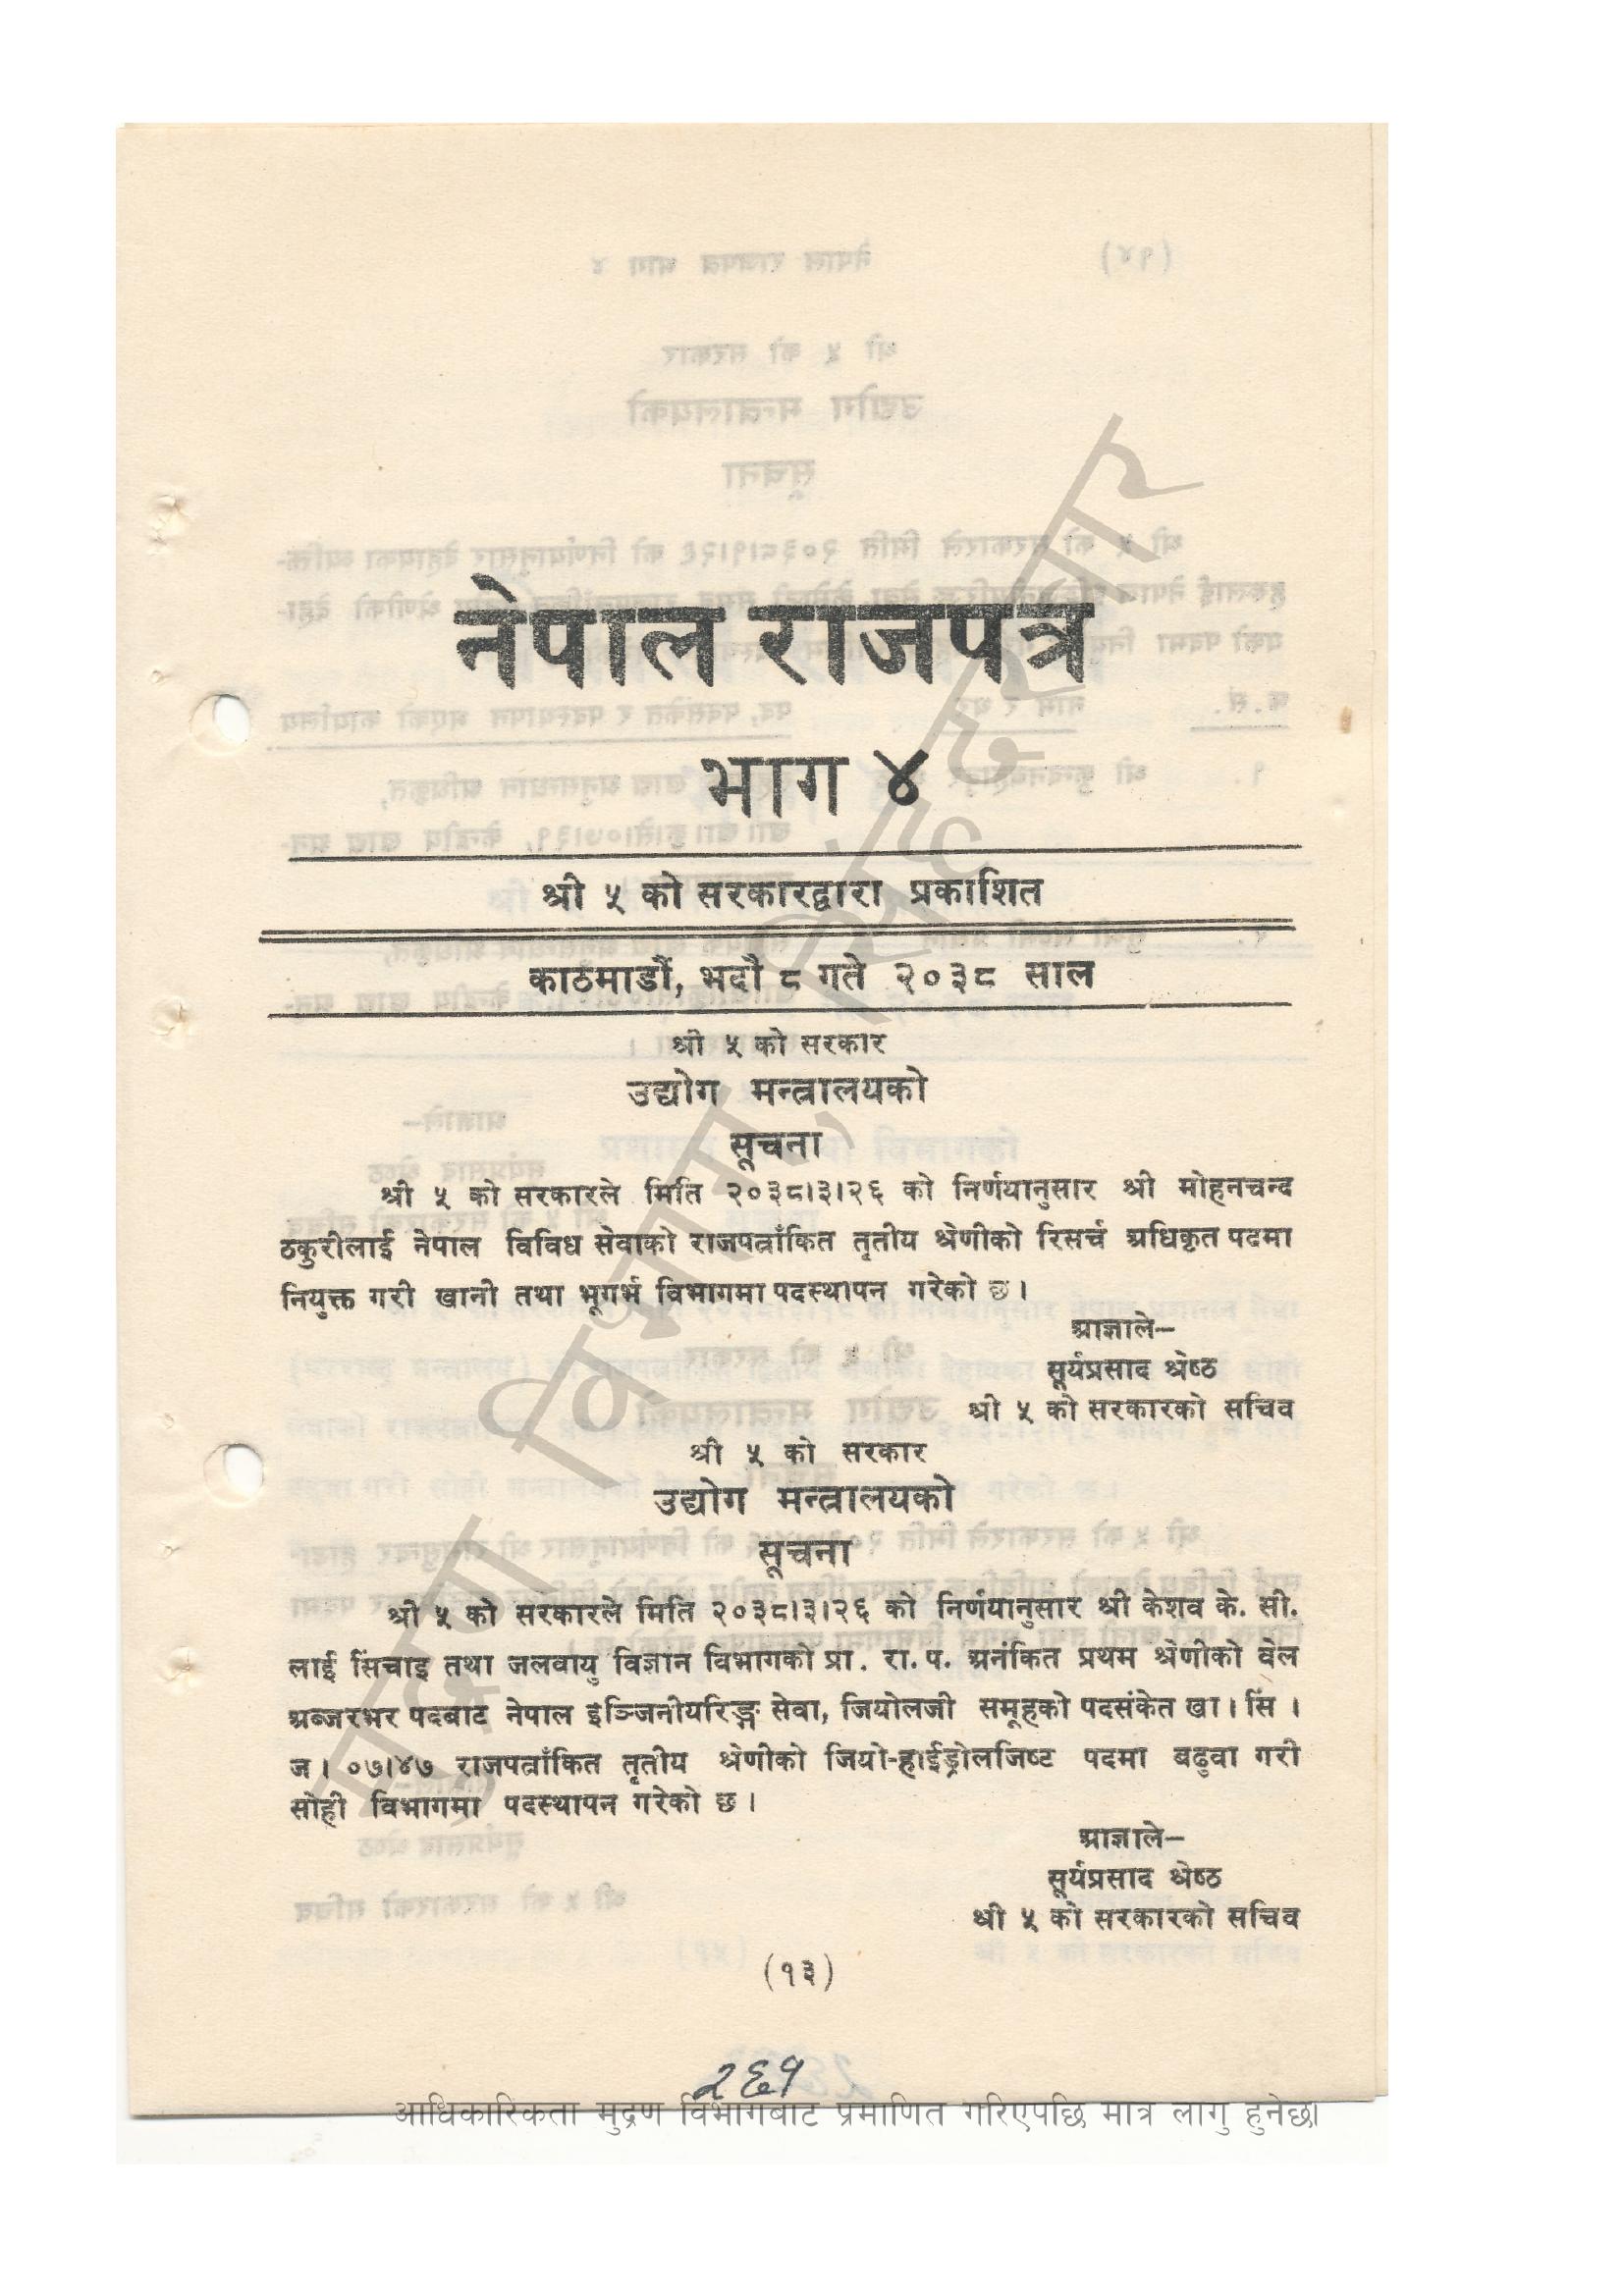 नेपाल राजपत्र
भाग ४
श्री ५ को सरकारद्वारा प्रकाशित
काठमाडौं, भदौ ८ गते २०३८ साल
श्री ५ को सरकार
उद्योग मन्त्रालयको
सूचना
श्री ५ को सरकारले मिति २०३८।३।२६ को निर्णयानुसार श्री मोहनचन्द
ठकुरीलाई नेपाल विविध सेवाको राजपत्राँकित तृतीय श्रेणीको रिसर्च अधिकृत पदमा
नियुक्त गरी खानी तथा भूगर्भ विभागमा पदस्थापन गरेको छ।
आज्ञाले–
सूर्यप्रसाद श्रेष्ठ
श्री ५ को सरकारको सचिव
श्री ५ को सरकार
उद्योग मन्त्रालयको
सूचना
श्री ५ को सरकारले मिति २०३८।३।२६ को निर्णयानुसार श्री केशव के. सी.
लाई सिंचाइ तथा जलवायु विज्ञान विभागको प्रा. रा. प. अनंकित प्रथम श्रेणीको वेल
अब्जरभर पदबाट नेपाल इञ्जिनीयरिङ्ग सेवा, जियोलजी समूहको पदसंकेत खा। सिं ।
ज। ०७।४७ राजपत्राँकित तृतीय श्रेणीको जियो-हाईड्रोलजिष्ट पदमा बढुवा गरी
सोही विभागमा पदस्थापन गरेको छ।
आज्ञाले–
सूर्यप्रसाद श्रेष्ठ
श्री ५ को सरकारको सचिव
(१३)
२६१
आधिकारिकता मुद्रण विभागबाट प्रमाणित गरिएपछि मात्र लागु हुनेछ।
मुद्रण विभाग, सिंहदरबार